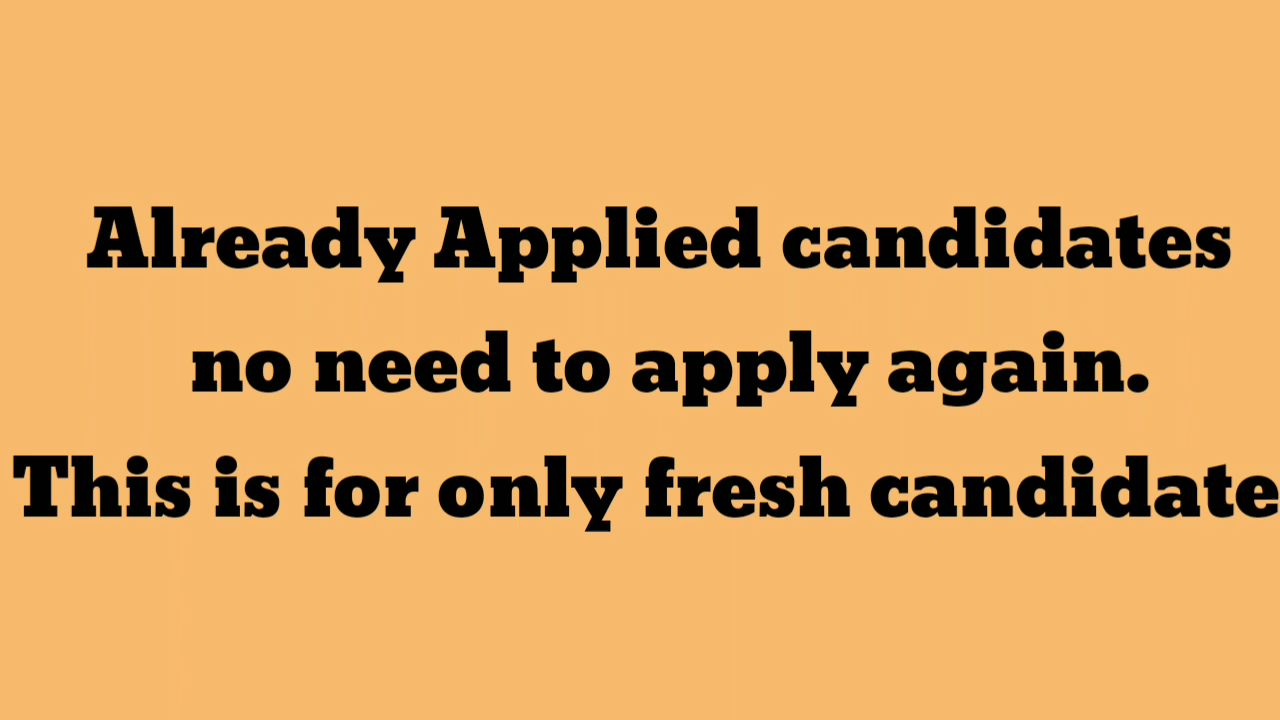 Already Applied candidates
no need to apply again.
This is for only fresh candidate